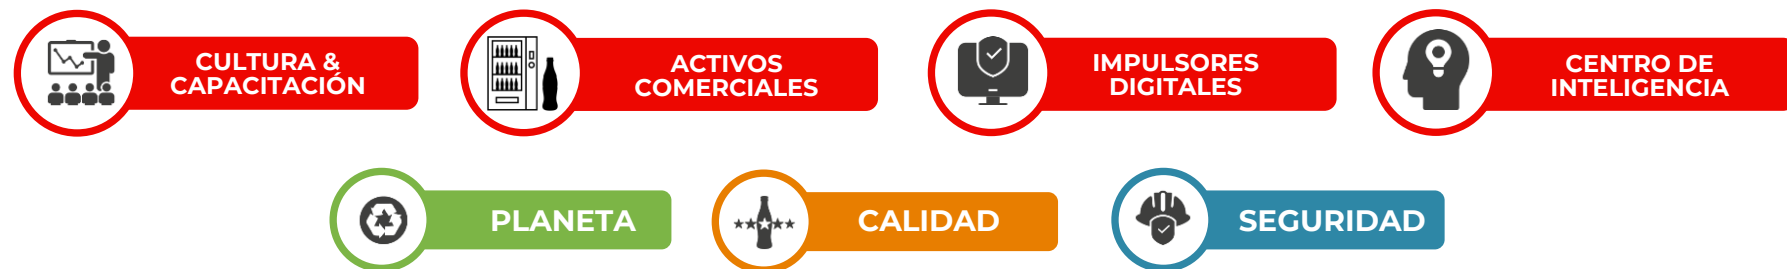 CULTURA &
CAPACITACIÓN
ACTIVOS
COMERCIALES
IMPULSORES
DIGITALES
CENTRO DE
INTELIGENCIA
PLANETA
CALIDAD
SEGURIDAD